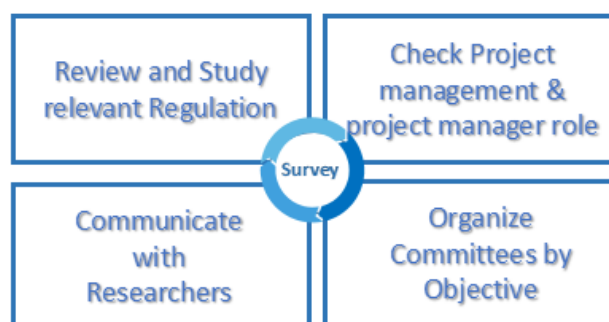 Review and Study
relevant Regulation
Check Project
management &
project manager role
Survey
Communicate
with
Researchers
Organize
Committees by
Objective